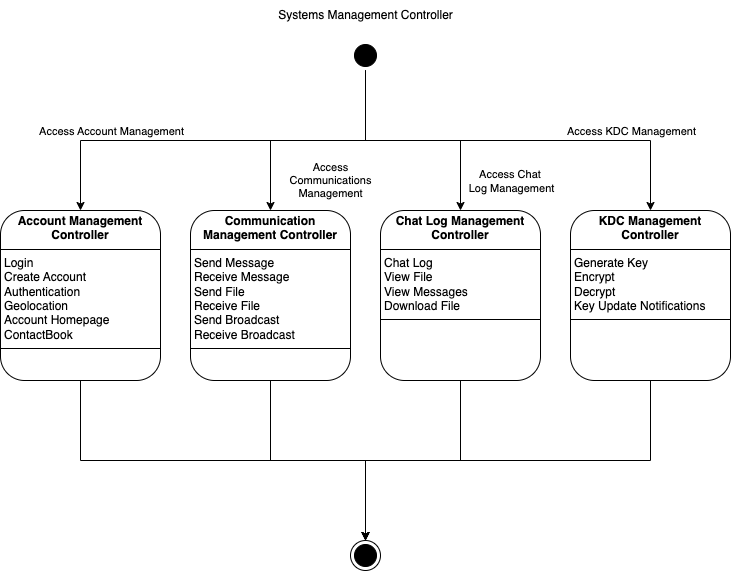 Systems Management Controller
Access Account Management
Access KDC Management
Access
Communications
Management
Access Chat
Log Management
Account Management
Controller
Login
Create Account
Authentication
Geolocation
Account Homepage
ContactBook
Communication
Management Controller
Send Message
Receive Message
Send File
Receive File
Send Broadcast
Receive Broadcast
Chat Log Management
Controller
Chat Log
View File
View Messages
Download File
KDC Management
Controller
Generate Key
Encrypt
Decrypt
Key Update Notifications